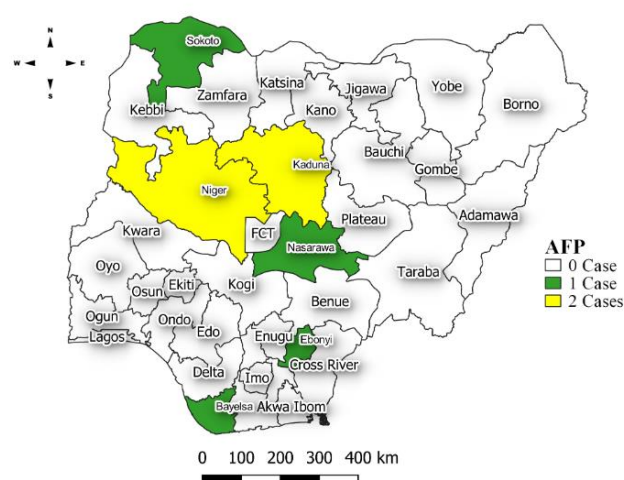 N
W E
S
Sokoto
Katsina
Jigawa
Yobe
Borno
Zamfara
Kebbi
Kano
Bauchi
Kaduna
Gombe
Niger
Plateau
Adamawa
Kwara
FCT
Nasarawa
Oyo
Taraba
Kogi
Osun
Ekiti
Benue
Ogun
Ondo
Edo
Enugu
Ebonyi
Lagos
Cross River
Delta
Imo
Bayelsa
Akwa Ibom
AFP
0 Case
1 Case
2 Cases
0 100 200 300 400 km